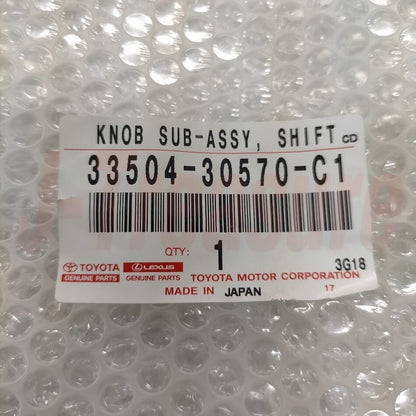 KNOB SUB-ASSY, SHIFT CD
33504-30570-C1
QTY: 1 3G18
TOYOTA LEXUS TOYOTA MOTOR CORPORATION
GENUINE PARTS GENUINE PARTS
MADE IN JAPAN 17